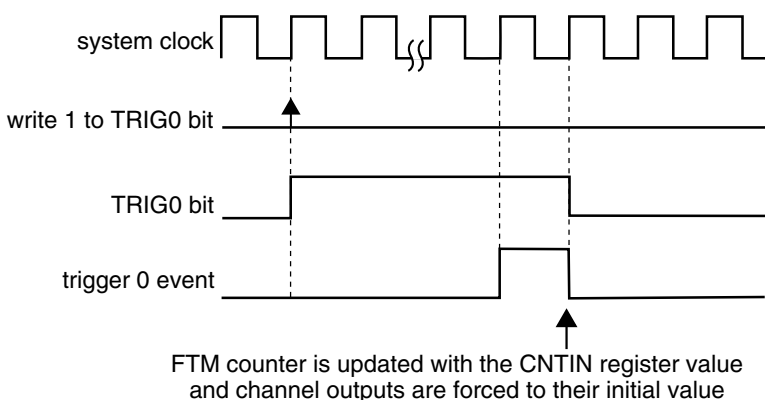 system clock
write 1 to TRIG0 bit
TRIG0 bit
trigger 0 event
FTM counter is updated with the CNTIN register value
and channel outputs are forced to their initial value